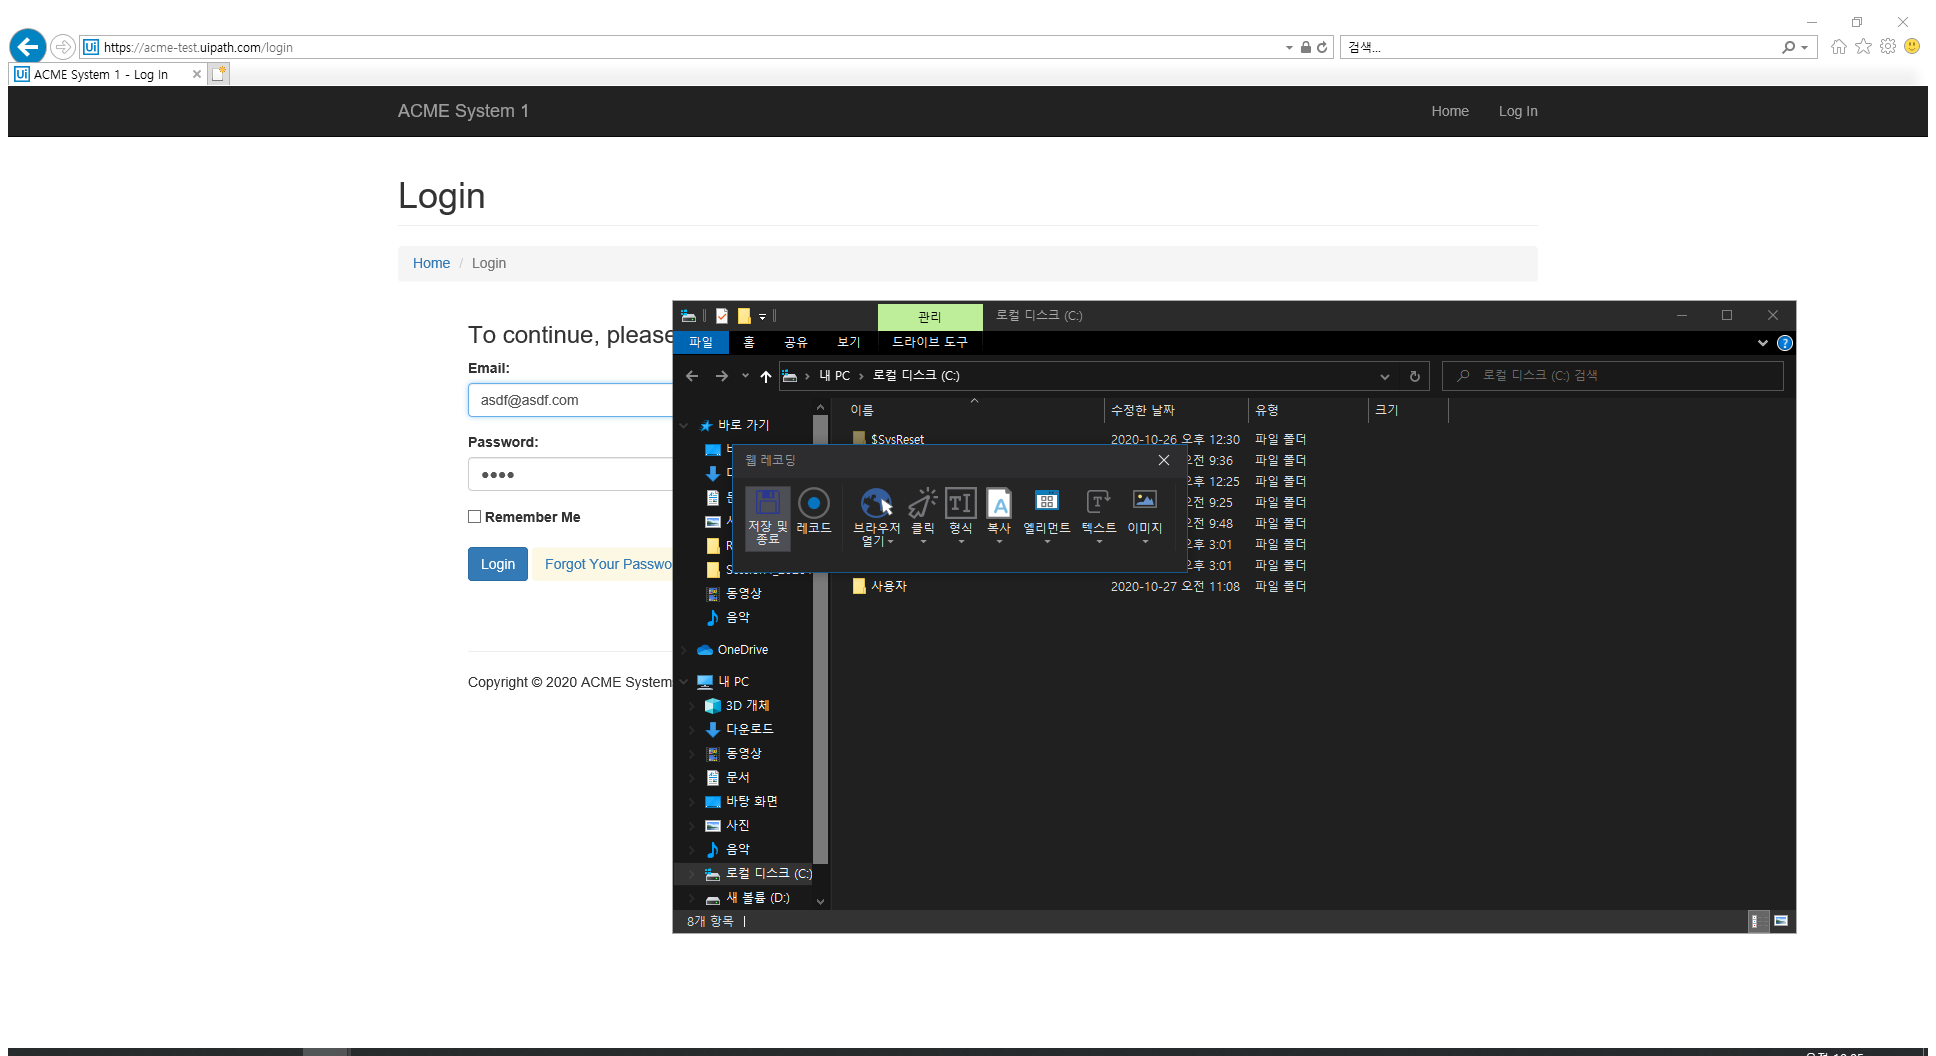 https://acme-test.uipath.com/login
검색...
ACME System 1 - Log In
ACME System 1
Home
Log In
Login
Home / Login
To continue, please
Email:
asdf@asdf.com
Password:
Remember Me
Login
Forgot Your Passwo
Copyright © 2020 ACME System
관리
로컬 디스크 (C:)
파일
홈
공유
보기
드라이브 도구
내 PC
로컬 디스크 (C:)
로컬 디스크 (C:) 검색
이름
수정한 날짜
유형
크기
바로 가기
동영상
음악
OneDrive
내 PC
3D 개체
다운로드
동영상
문서
바탕 화면
사진
음악
로컬 디스크 (C:)
새 볼륨 (D:)
$SysReset 2020-10-26 오후 12:30 파일 폴더
오전 9:36 파일 폴더
오후 12:25 파일 폴더
오전 9:25 파일 폴더
오전 9:48 파일 폴더
오후 3:01 파일 폴더
오후 3:01 파일 폴더
사용자 2020-10-27 오전 11:08 파일 폴더
웹 레코딩
저장 및
종료
레코드
브라우저
열기
클릭
형식
복사
엘리먼트
텍스트
이미지
8개 항목